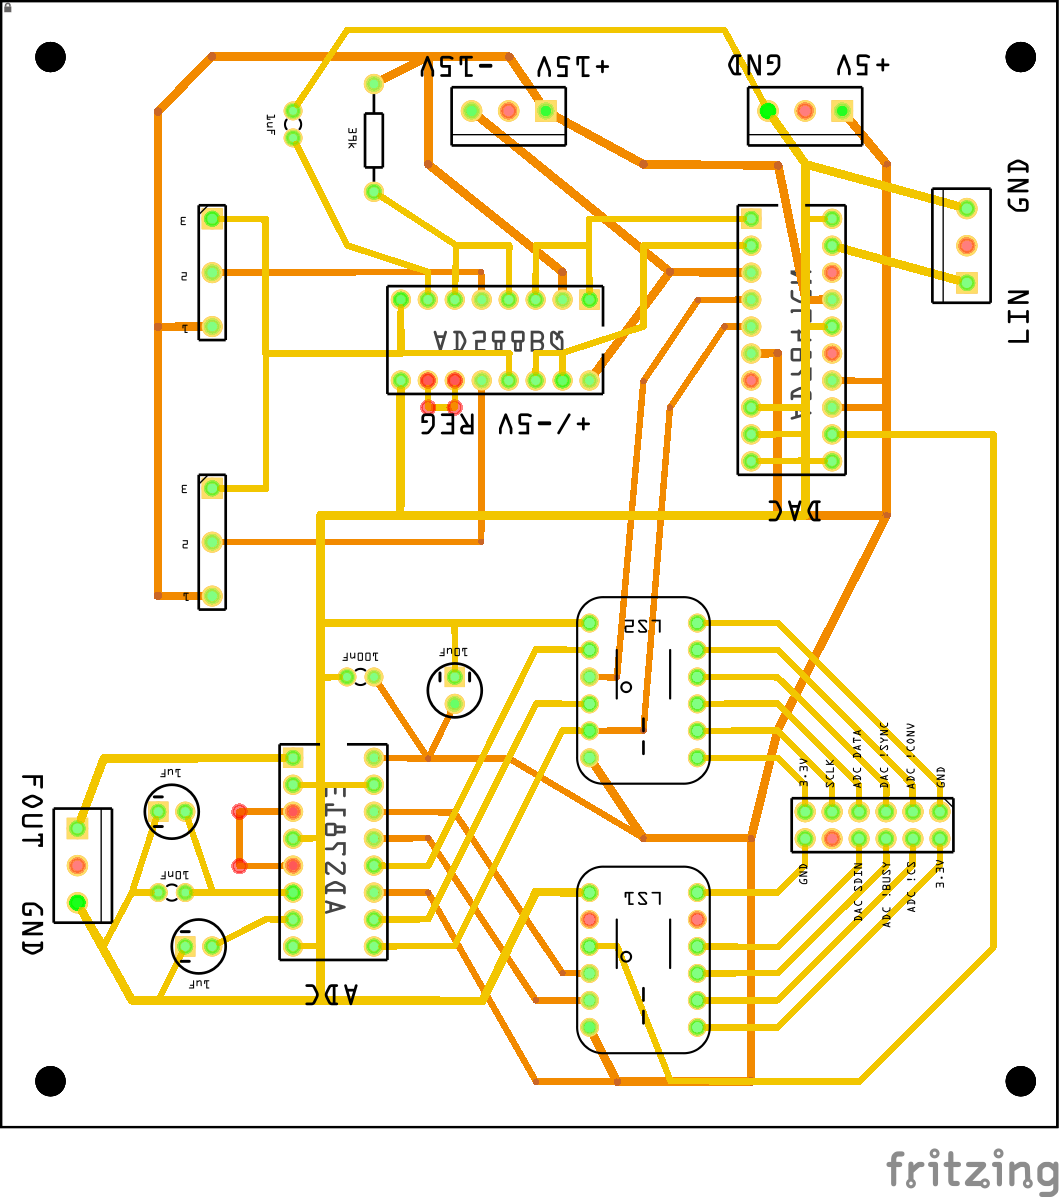 -15V
+15V
GND
+5V
1uF
39k
GND
LIN
3
2
1
AD588BQ
REG
+/-5V
DAC
3
2
1
LS2
100nF
10uF
3.3V
SCLK
ADC DATA
DAC !SYNC
ADC !CONV
GND
FOUT
GND
1uF
10nF
1uF
ADS7813
ADC
LS1
GND
DAC SDIN
ADC !BUSY
ADC !CS
3.3V
fritzing